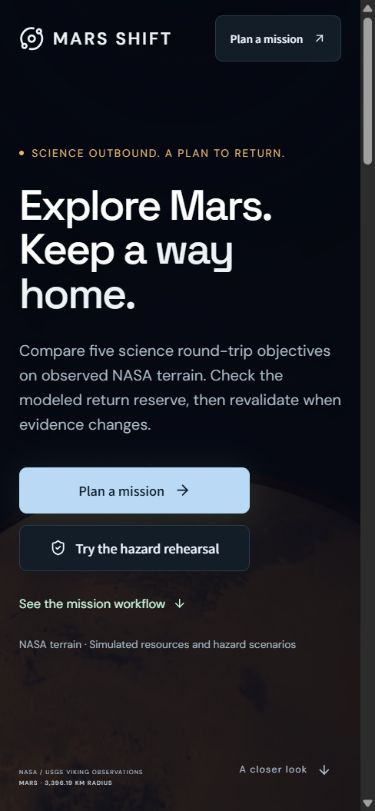 MARS SHIFT
Plan a mission
SCIENCE OUTBOUND. A PLAN TO RETURN.
Explore Mars.
Keep a way
home.
Compare five science round-trip objectives
on observed NASA terrain. Check the
modeled return reserve, then revalidate when
evidence changes.
Plan a mission
Try the hazard rehearsal
See the mission workflow
NASA terrain · Simulated resources and hazard scenarios
A closer look
NASA / USGS VIKING OBSERVATIONS
MARS · 3,396.19 KM RADIUS